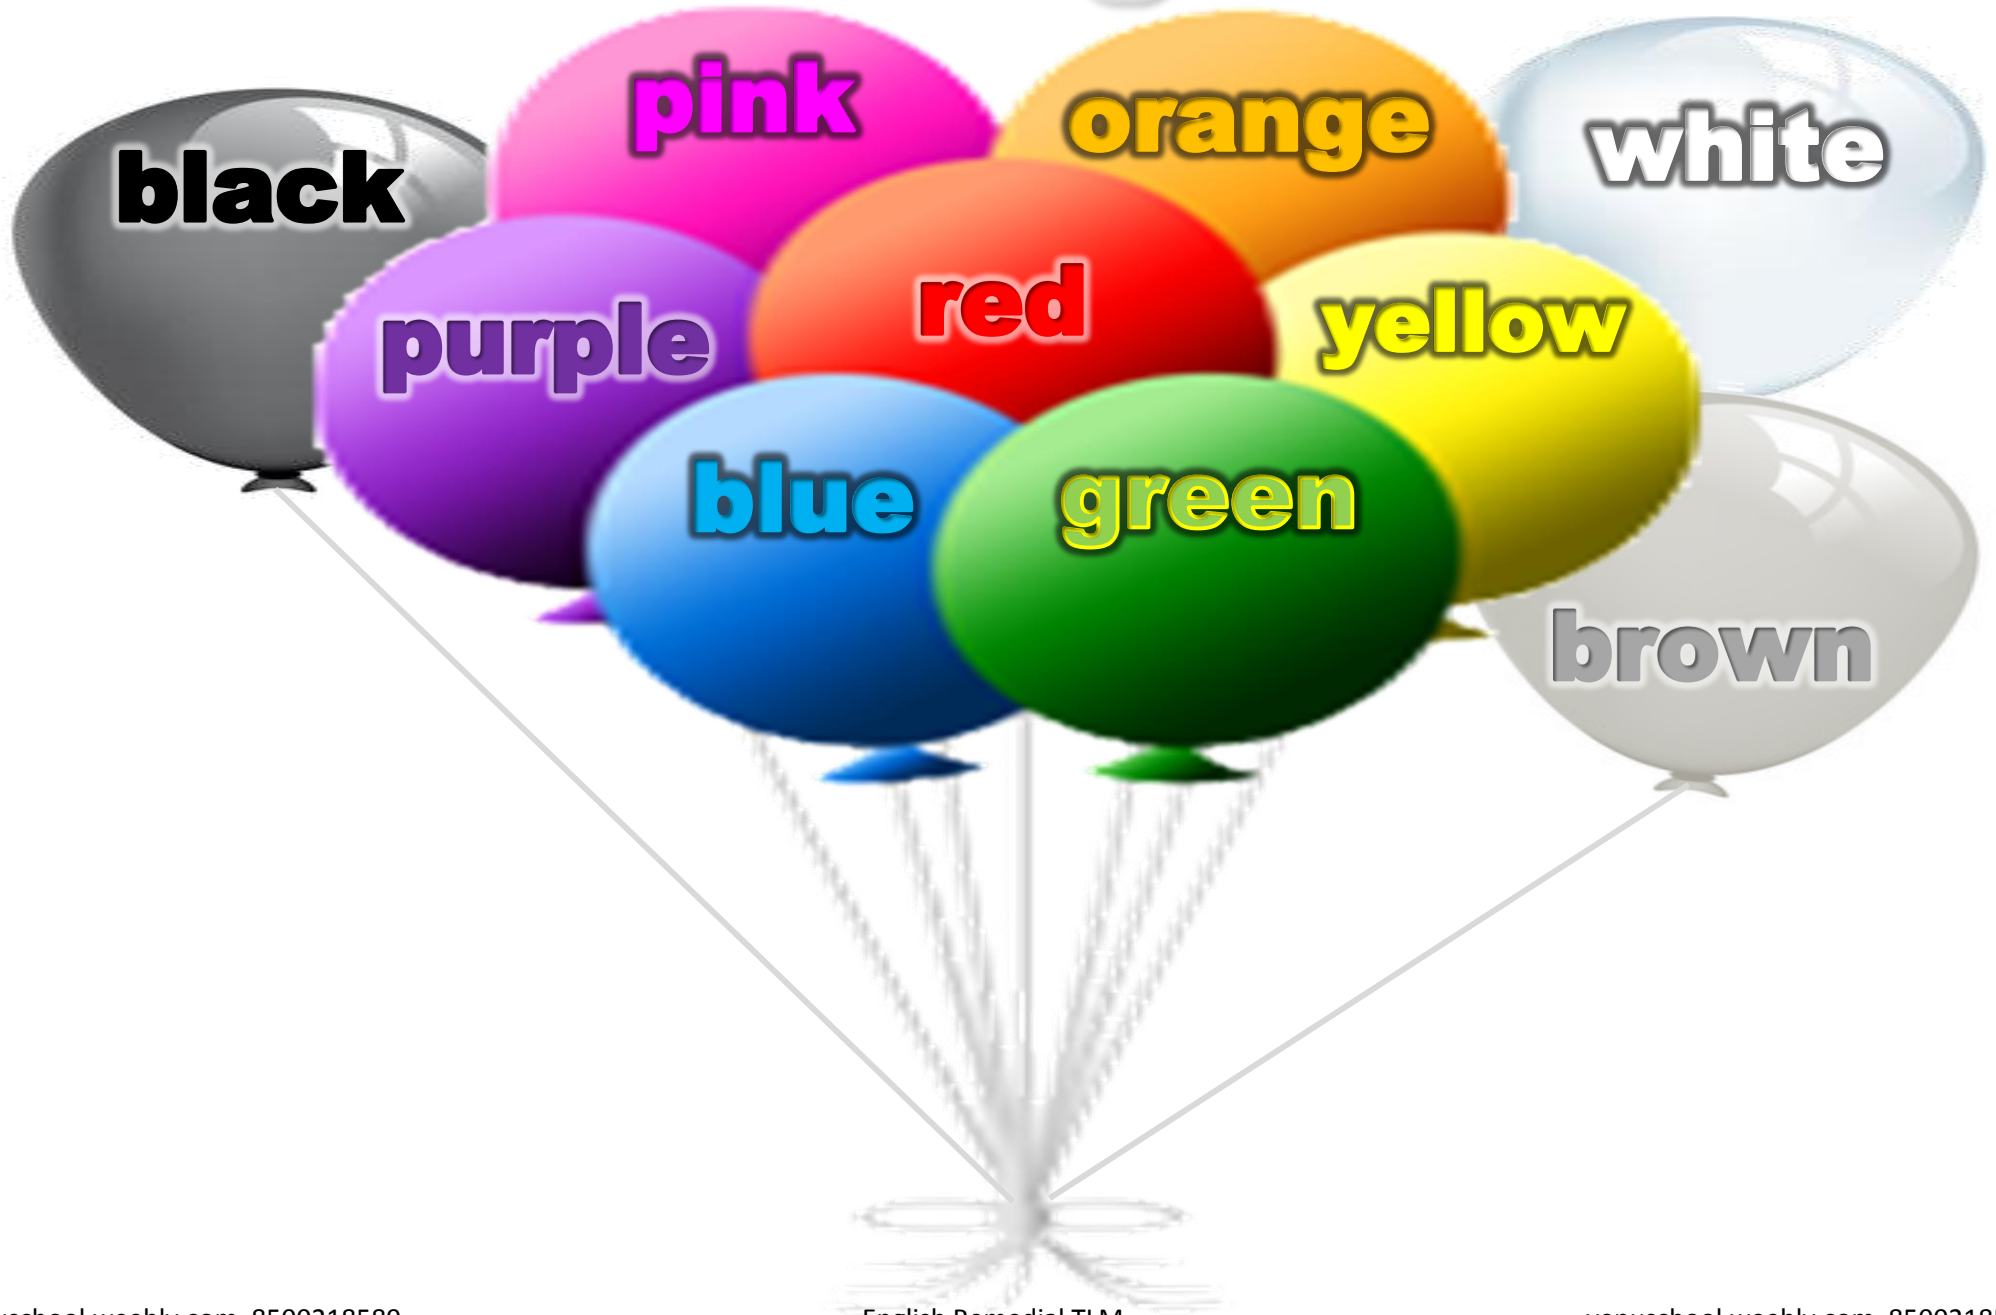 pink
orange
white
black
red
yellow
purple
blue
green
brown
English Remedial TLM